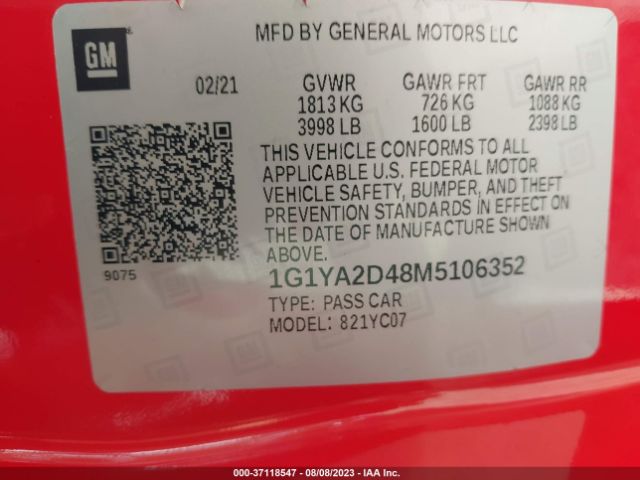 GM
MFD BY GENERAL MOTORS LLC
02/21 GVWR GAWR FRT GAWR RR
1813 KG 726 KG 1088 KG
3998 LB 1600 LB 2398 LB
THIS VEHICLE CONFORMS TO ALL
APPLICABLE U.S. FEDERAL MOTOR
VEHICLE SAFETY, BUMPER, AND THEFT
PREVENTION STANDARDS IN EFFECT ON
THE DATE OF MANUFACTURE SHOWN
ABOVE.
9075
1G1YA2D48M5106352
TYPE: PASS CAR
MODEL: 821YC07
000-37118547 - 08/08/2023 - IAA Inc.